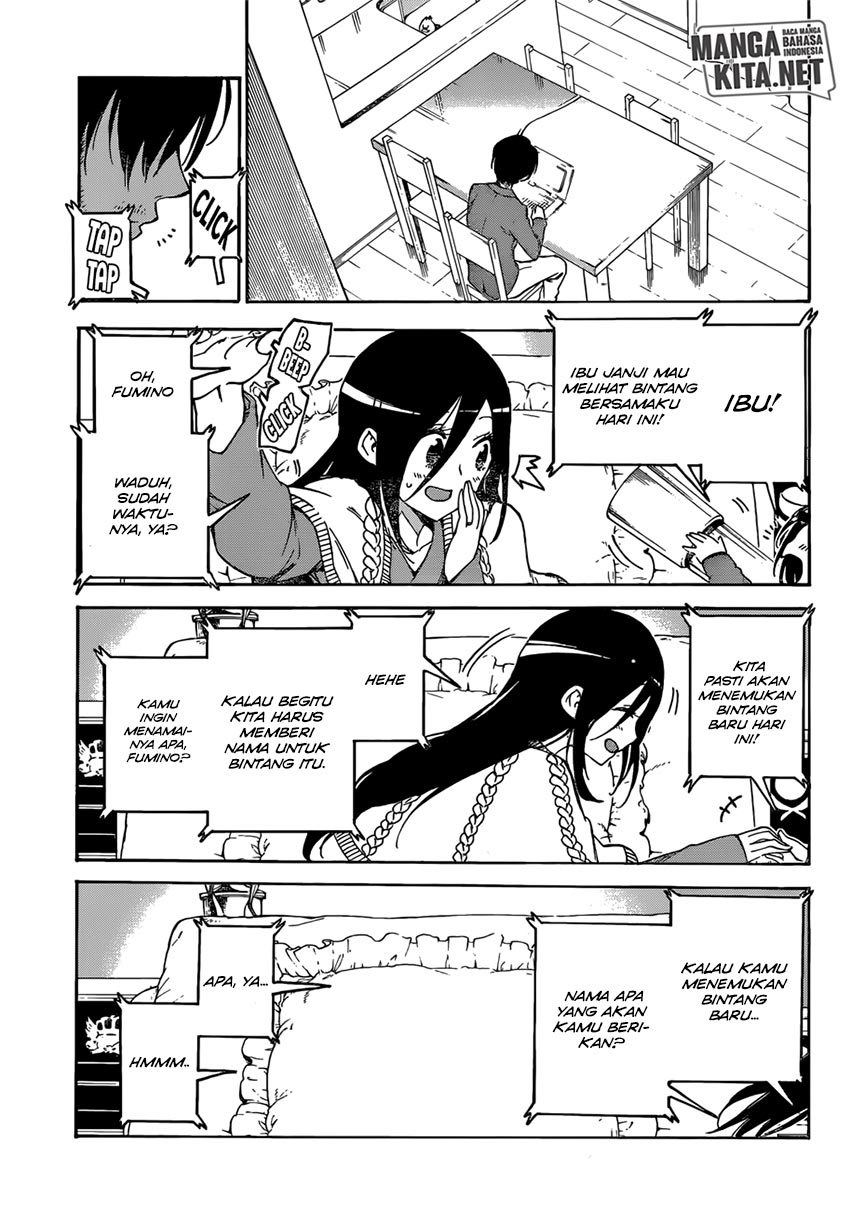 MANGA
KITA.NET
BACA MANGA
BAHASA
INDONESIA
CLICK
TAP
TAP
IBU!
IBU JANJI MAU
MELIHAT BINTANG
BERSAMAKU
HARI INI!
B-
BEEP
CLICK
OH,
FUMINO
WADUH,
SUDAH
WAKTU-
NYA, YA?
KITA
PASTI AKAN
MENEMUKAN
BINTANG
BARU HARI
INI!
HEHE
KALAU BEGITU
KITA HARUS
MEMBERI
NAMA UNTUK
BINTANG ITU.
KAMU
INGIN
MENAMAI-
NYA APA,
FUMINO?
KALAU KAMU
MENEMUKAN
BINTANG
BARU...
NAMA APA
YANG AKAN
KAMU BERI-
KAN?
APA, YA...
HMMM..